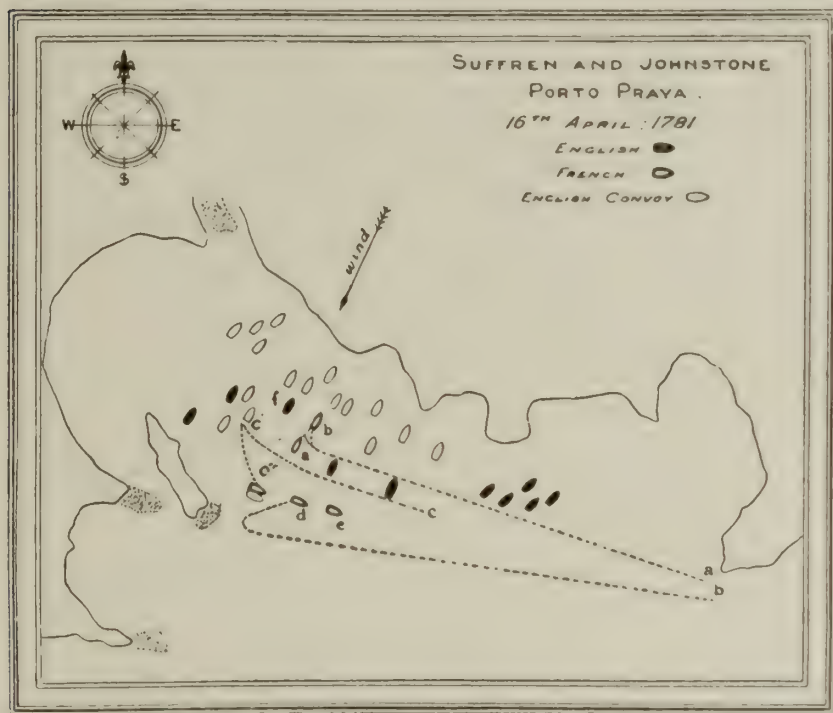 SUFFREN AND JOHNSTONE
PORTO PRAYA.
16TH APRIL : 1781
ENGLISH
FRENCH
ENGLISH CONVOY
W E
S
wind
f
c b
a
c"
d e c
a
b